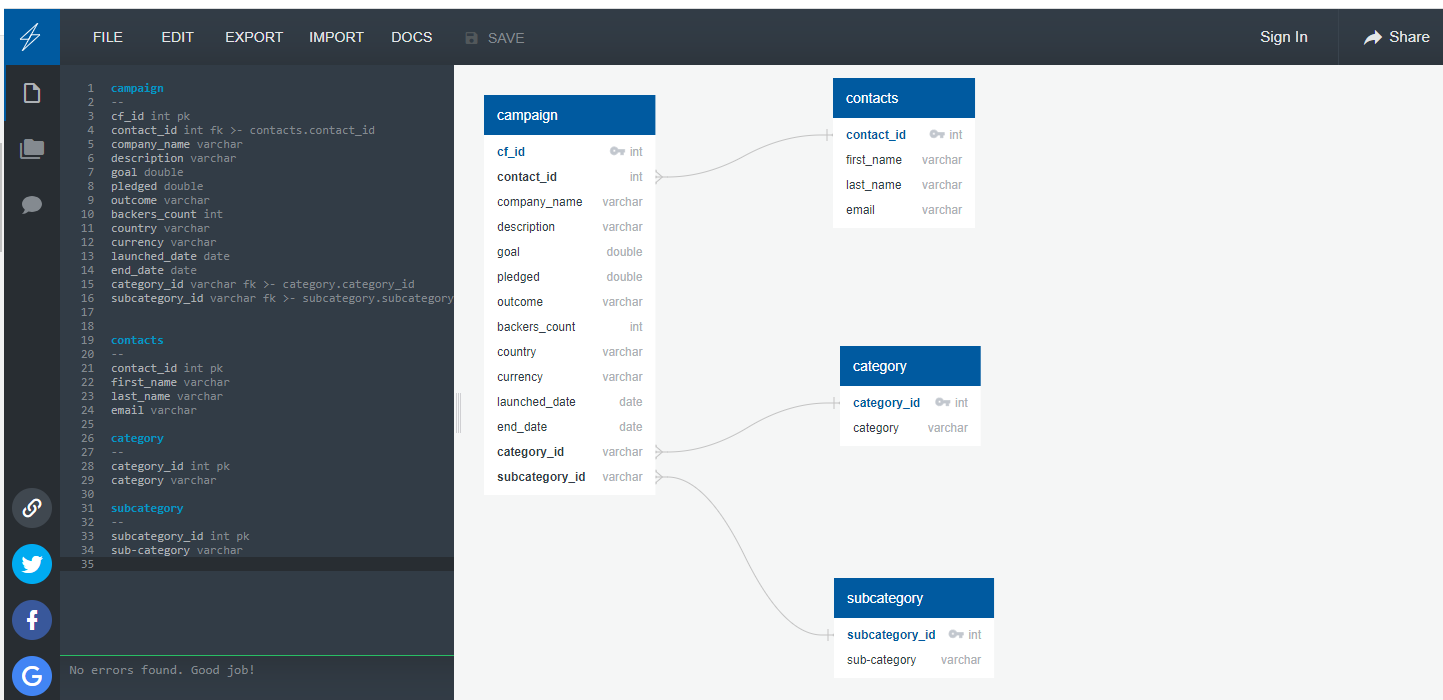 FILE EDIT EXPORT IMPORT DOCS SAVE Sign In Share
1 campaign
2 --
3 cf_id int pk
4 contact_id int fk >- contacts.contact_id
5 company_name varchar
6 description varchar
7 goal double
8 pledged double
9 outcome varchar
10 backers_count int
11 country varchar
12 currency varchar
13 launched_date date
14 end_date date
15 category_id varchar fk >- category.category_id
16 subcategory_id varchar fk >- subcategory.subcategory
17
18
19 contacts
20 --
21 contact_id int pk
22 first_name varchar
23 last_name varchar
24 email varchar
25
26 category
27 --
28 category_id int pk
29 category varchar
30
31 subcategory
32 --
33 subcategory_id int pk
34 sub-category varchar
35
No errors found. Good job!
campaign
cf_id int
contact_id int
company_name varchar
description varchar
goal double
pledged double
outcome varchar
backers_count int
country varchar
currency varchar
launched_date date
end_date date
category_id varchar
subcategory_id varchar
contacts
contact_id int
first_name varchar
last_name varchar
email varchar
category
category_id int
category varchar
subcategory
subcategory_id int
sub-category varchar